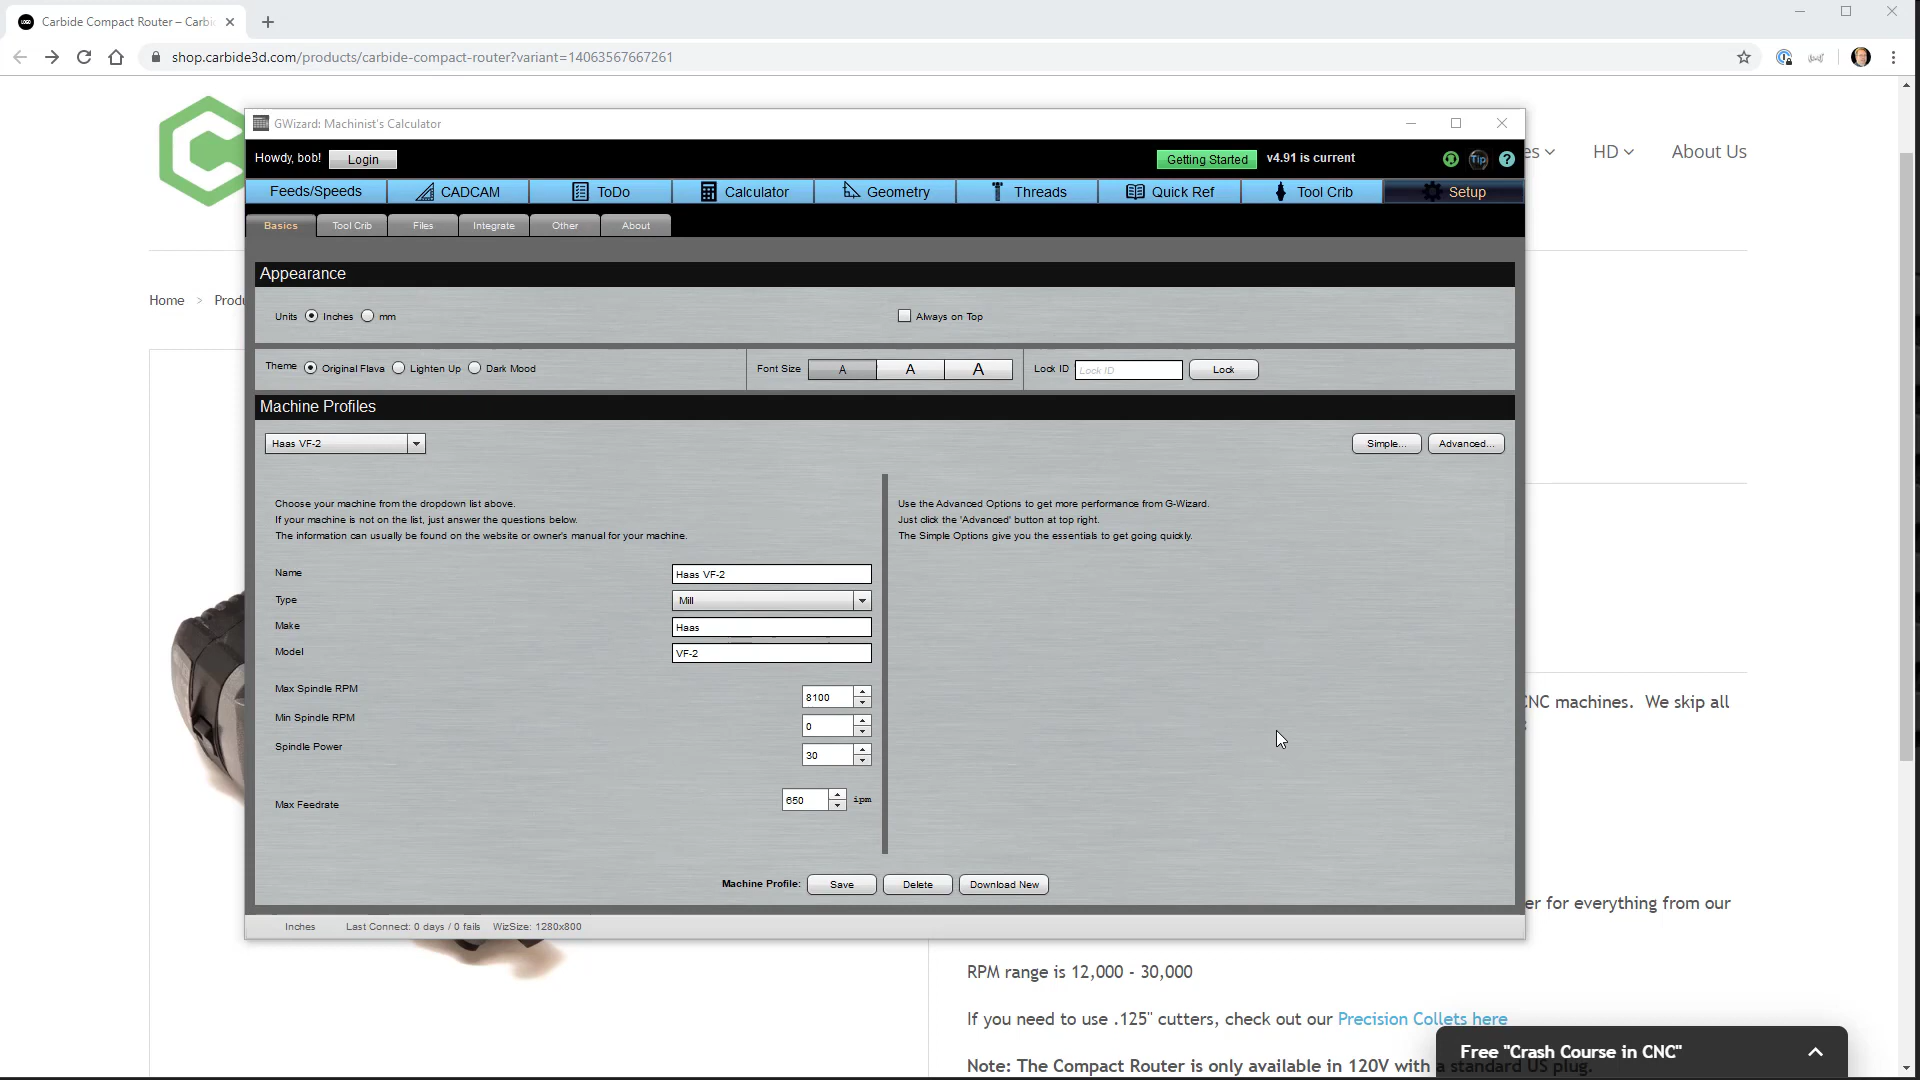 Carbide Compact Router – Carbi
shop.carbide3d.com/products/carbide-compact-router?variant=14063567667261
HD
About Us
Home > Produ
GWizard: Machinist's Calculator
Howdy, bob! Login
Getting Started v4.91 is current
Tip ?
Feeds/Speeds CADCAM ToDo Calculator Geometry Threads Quick Ref Tool Crib Setup
Basics Tool Crib Files Integrate Other About
Appearance
Units Inches mm
Always on Top
Theme Original Flava Lighten Up Dark Mood
Font Size A A A
Lock ID Lock ID Lock
Machine Profiles
Haas VF-2
Simple... Advanced...
Choose your machine from the dropdown list above.
If your machine is not on the list, just answer the questions below.
The information can usually be found on the website or owner's manual for your machine.
Use the Advanced Options to get more performance from G-Wizard.
Just click the 'Advanced' button at top right.
The Simple Options give you the essentials to get going quickly.
Name Haas VF-2
Type Mill
Make Haas
Model VF-2
Max Spindle RPM 8100
Min Spindle RPM 0
Spindle Power 30
Max Feedrate 650 ipm
Machine Profile: Save Delete Download New
Inches Last Connect: 0 days / 0 fails WizSize: 1280x800
CNC machines. We skip all
er for everything from our
RPM range is 12,000 - 30,000
If you need to use .125" cutters, check out our Precision Collets here
Note: The Compact Router is only available in 120V with a standard US plug.
Free "Crash Course in CNC"